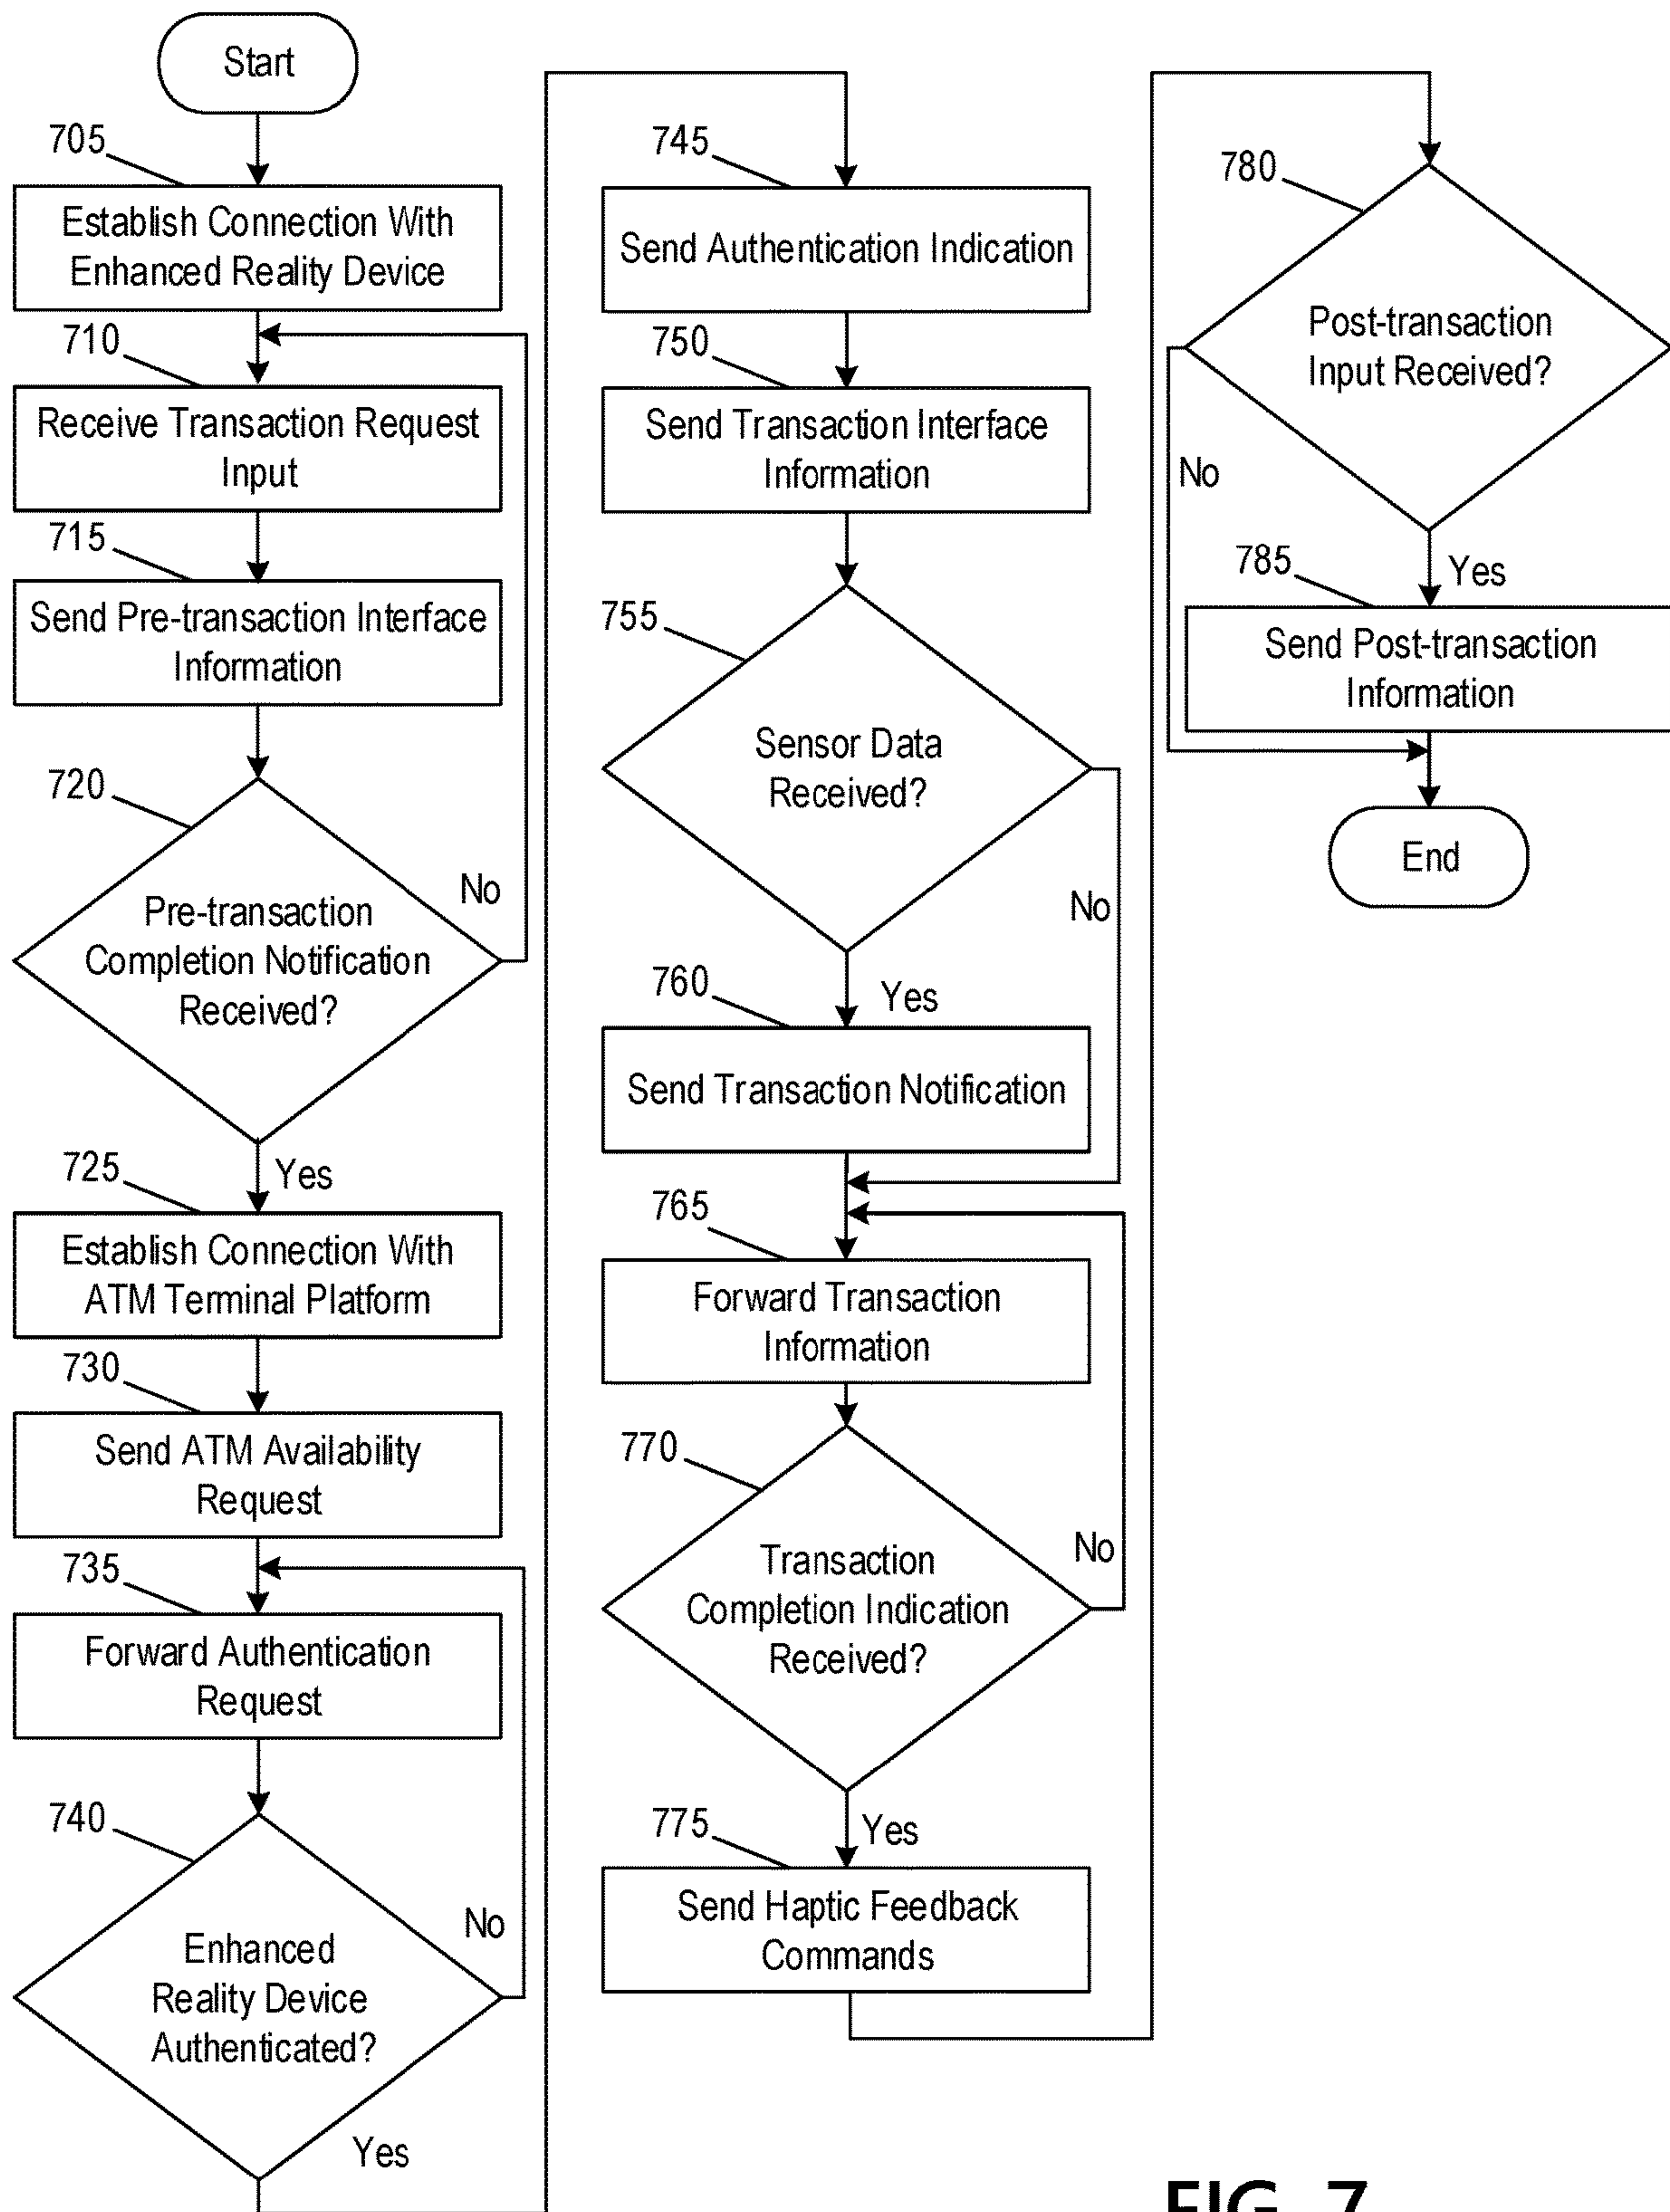 Start
705
Establish Connection With
Enhanced Reality Device
710
Receive Transaction Request
Input
715
Send Pre-transaction Interface
Information
720
Pre-transaction
Completion Notification
Received?
No
Yes
725
Establish Connection With
ATM Terminal Platform
730
Send ATM Availability
Request
735
Forward Authentication
Request
740
Enhanced
Reality Device
Authenticated?
No
Yes
745
Send Authentication Indication
750
Send Transaction Interface
Information
755
Sensor Data
Received?
No
Yes
760
Send Transaction Notification
765
Forward Transaction
Information
770
Transaction
Completion Indication
Received?
No
Yes
775
Send Haptic Feedback
Commands
780
Post-transaction
Input Received?
No
Yes
785
Send Post-transaction
Information
End
FIG. 7